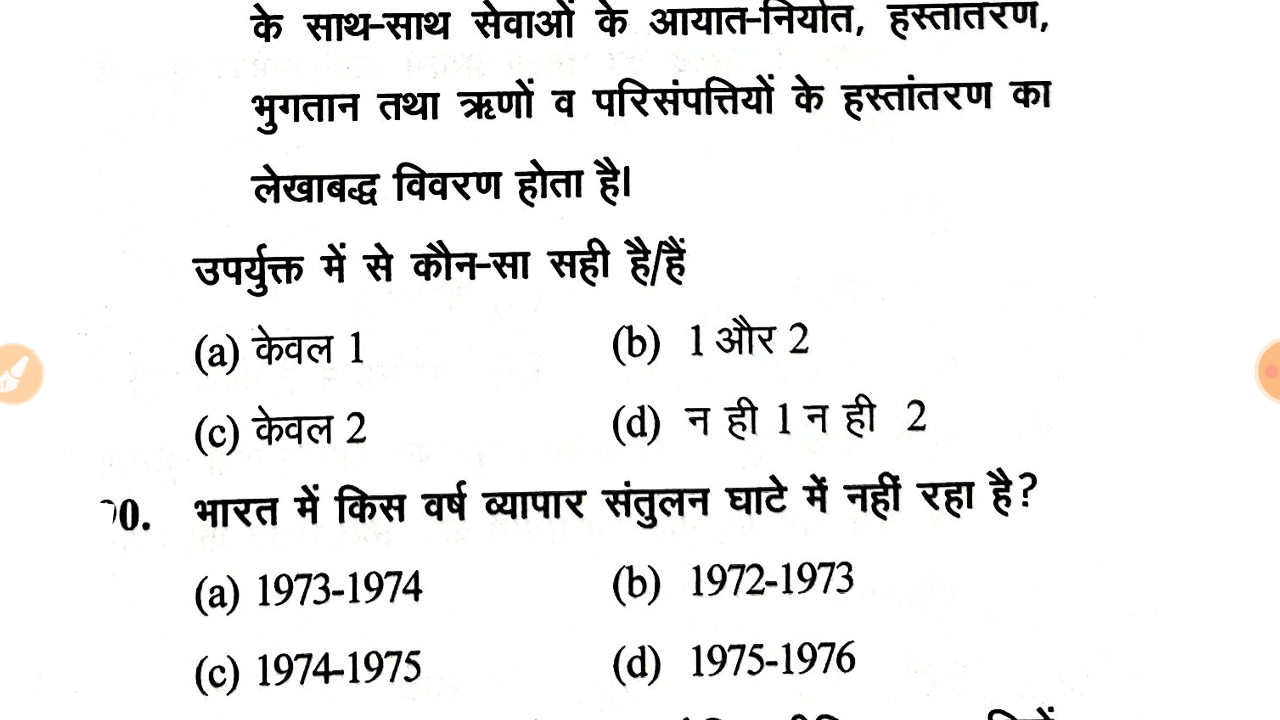 के साथ-साथ सेवाओं के आयात-निर्यात, हस्तांतरण,
भुगतान तथा ऋणों व परिसंपत्तियों के हस्तांतरण का
लेखाबद्ध विवरण होता है।
उपर्युक्त में से कौन-सा सही है/हैं
(a) केवल 1 (b) 1 और 2
(c) केवल 2 (d) न ही 1 न ही 2
0. भारत में किस वर्ष व्यापार संतुलन घाटे में नहीं रहा है?
(a) 1973-1974 (b) 1972-1973
(c) 1974-1975 (d) 1975-1976